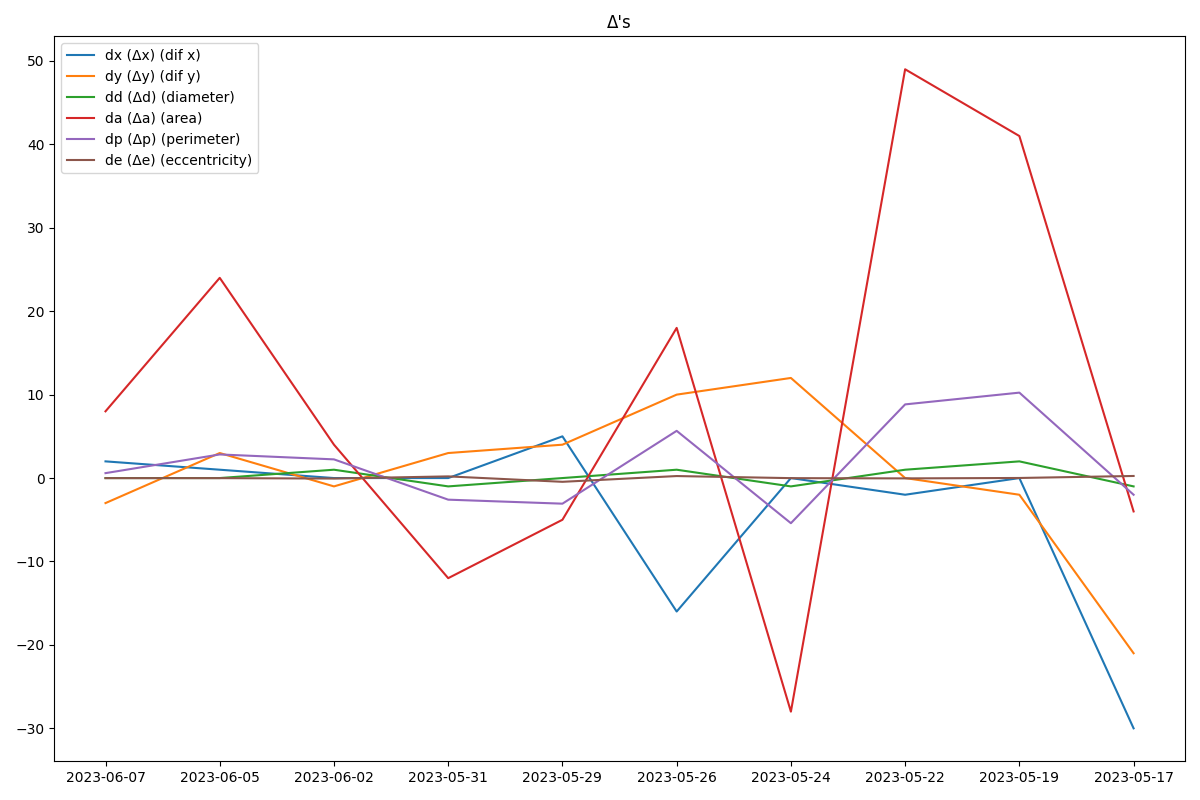 Δ's
dx (Δx) (dif x)
dy (Δy) (dif y)
dd (Δd) (diameter)
da (Δa) (area)
dp (Δp) (perimeter)
de (Δe) (eccentricity)
50
40
30
20
10
0
−10
−20
−30
2023-06-07 2023-06-05 2023-06-02 2023-05-31 2023-05-29 2023-05-26 2023-05-24 2023-05-22 2023-05-19 2023-05-17